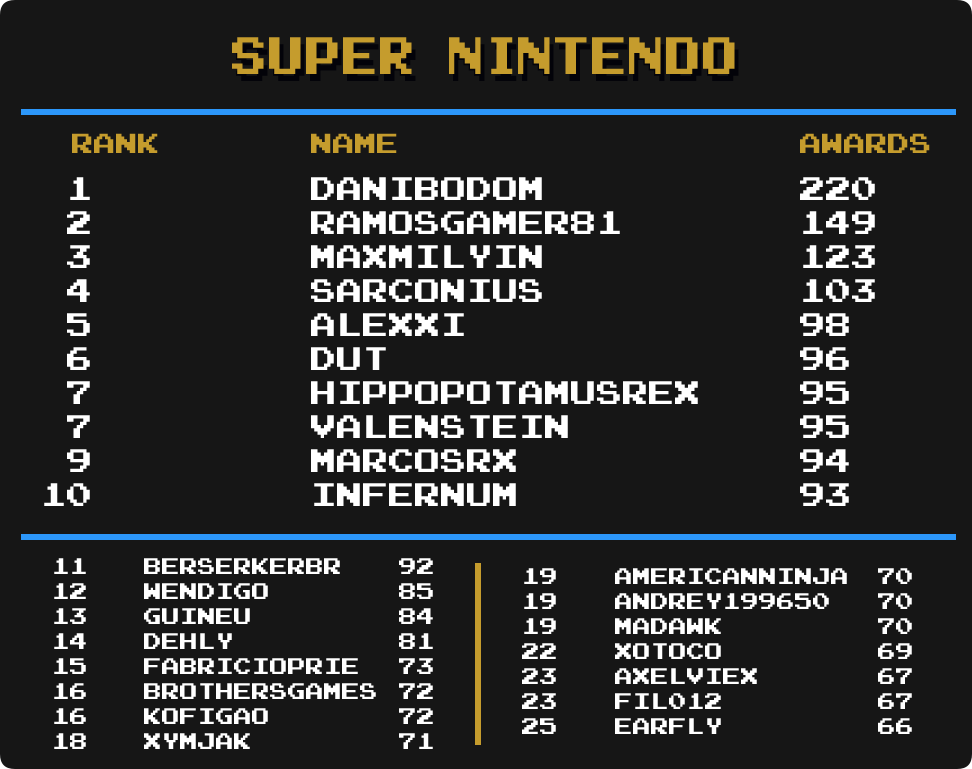 SUPER NINTENDO
RANK NAME AWARDS
1 DANIBODOM 220
2 RAMOSGAMER81 149
3 MAXMILYIN 123
4 SARCONIUS 103
5 ALEXXI 98
6 DUT 96
7 HIPPOPOTAMUSREX 95
7 VALENSTEIN 95
9 MARCOSRX 94
10 INFERNUM 93
11 BERSERKERBR 92
12 WENDIGO 85
13 GUINEU 84
14 DEHLY 81
15 FABRICIOPRIE 73
16 BROTHERSGAMES 72
16 KOFIGAO 72
18 XYMJAK 71
19 AMERICANNINJA 70
19 ANDREY199650 70
19 MADAWK 70
22 XOTOCO 69
23 AXELVIEX 67
23 FIL012 67
25 EARFLY 66